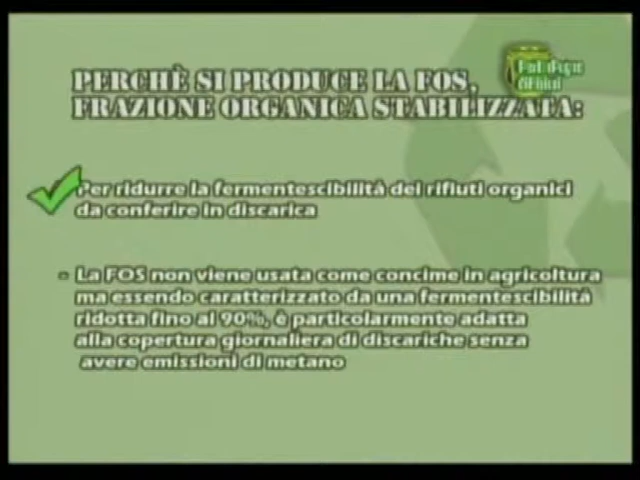 PERCHÈ SI PRODUCE LA FOS,
FRAZIONE ORGANICA STABILIZZATA:
Per ridurre la fermentescibilità dei rifiuti organici
da conferire in discarica
- La FOS non viene usata come concime in agricoltura
ma essendo caratterizzato da una fermentescibilità
ridotta fino al 90%, è particolarmente adatta
alla copertura giornaliera di discariche senza
avere emissioni di metano